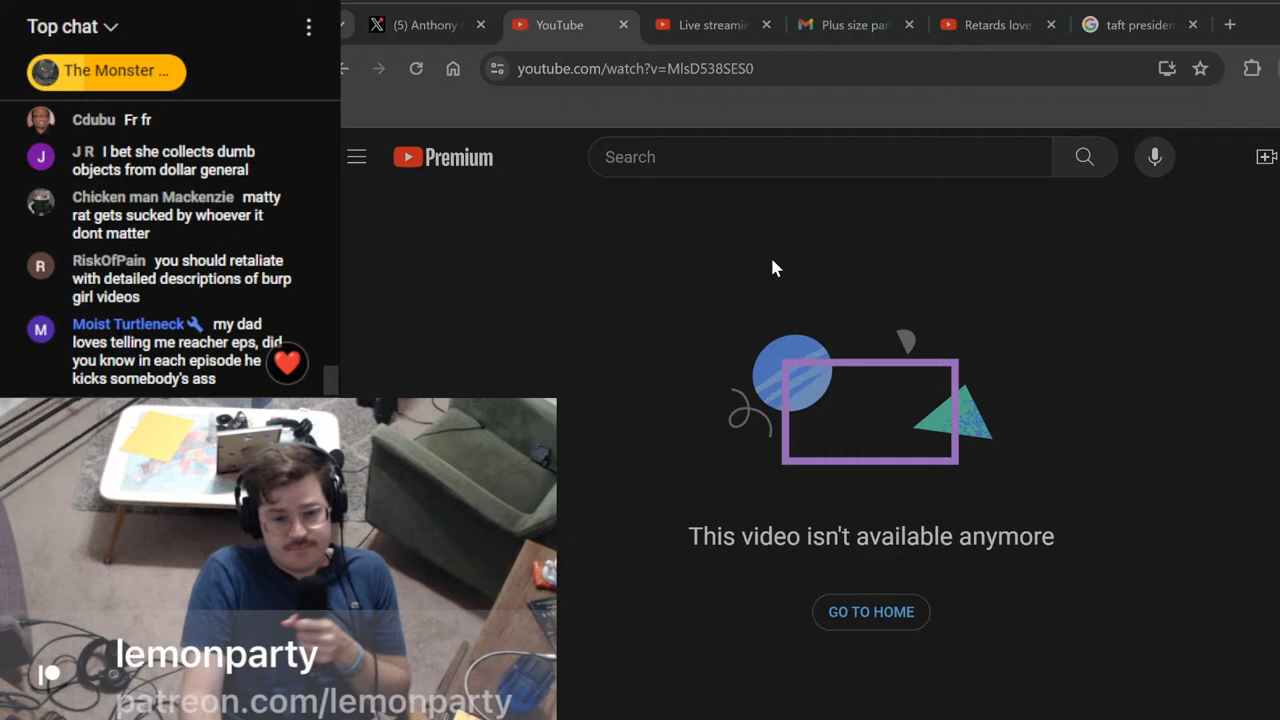 Top chat
The Monster ...
Cdubu Fr fr
J
J R I bet she collects dumb
objects from dollar general
Chicken man Mackenzie matty
rat gets sucked by whoever it
dont matter
R
RiskOfPain you should retaliate
with detailed descriptions of burp
girl videos
M
Moist Turtleneck my dad
loves telling me reacher eps, did
you know in each episode he
kicks somebody's ass
(5) Anthony
YouTube
Live streamin
Plus size par
Retards love
taft presiden
youtube.com/watch?v=MlsD538SES0
Premium
Search
This video isn't available anymore
GO TO HOME
lemonparty
patreon.com/lemonparty